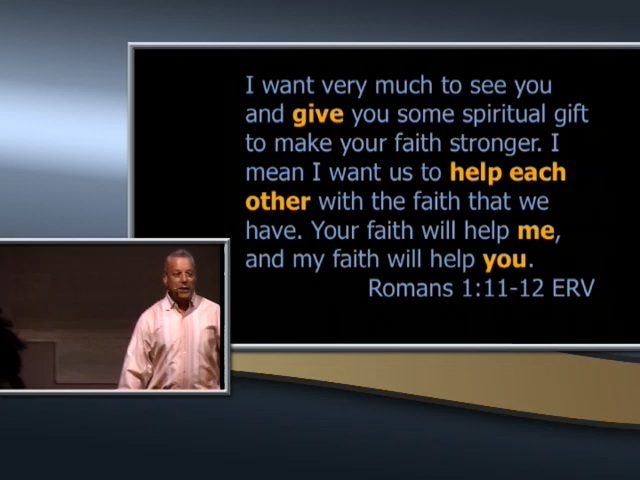 I want very much to see you
and give you some spiritual gift
to make your faith stronger. I
mean I want us to help each
other with the faith that we
have. Your faith will help me,
and my faith will help you.
Romans 1:11-12 ERV